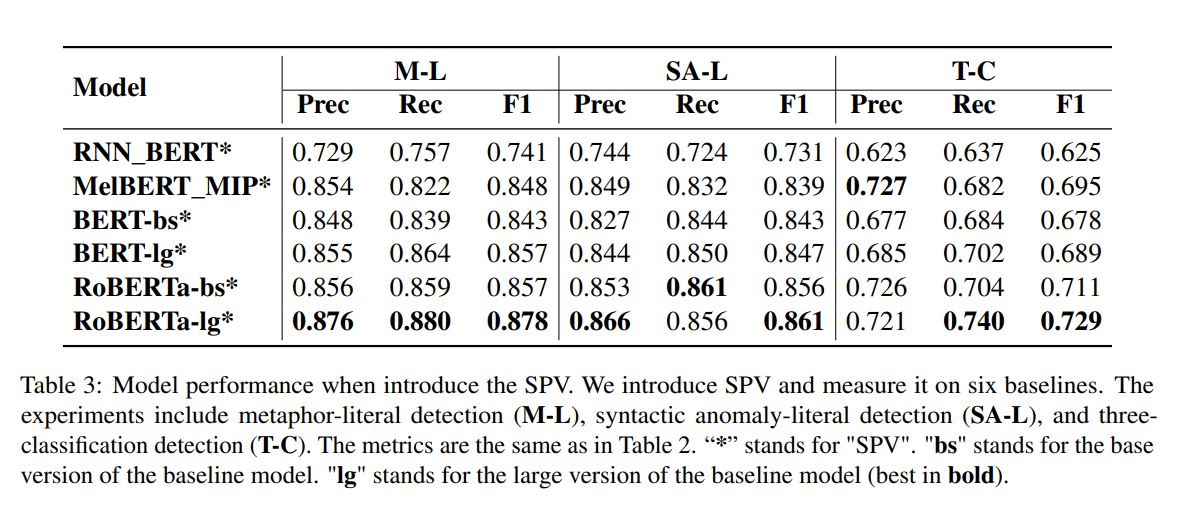 Model M-L SA-L T-C
Prec Rec F1 Prec Rec F1 Prec Rec F1
RNN_BERT* 0.729 0.757 0.741 0.744 0.724 0.731 0.623 0.637 0.625
MelBERT_MIP* 0.854 0.822 0.848 0.849 0.832 0.839 0.727 0.682 0.695
BERT-bs* 0.848 0.839 0.843 0.827 0.844 0.843 0.677 0.684 0.678
BERT-lg* 0.855 0.864 0.857 0.844 0.850 0.847 0.685 0.702 0.689
RoBERTa-bs* 0.856 0.859 0.857 0.853 0.861 0.856 0.726 0.704 0.711
RoBERTa-lg* 0.876 0.880 0.878 0.866 0.856 0.861 0.721 0.740 0.729
Table 3: Model performance when introduce the SPV. We introduce SPV and measure it on six baselines. The
experiments include metaphor-literal detection (M-L), syntactic anomaly-literal detection (SA-L), and three-
classification detection (T-C). The metrics are the same as in Table 2. “*” stands for "SPV". "bs" stands for the base
version of the baseline model. "lg" stands for the large version of the baseline model (best in bold).